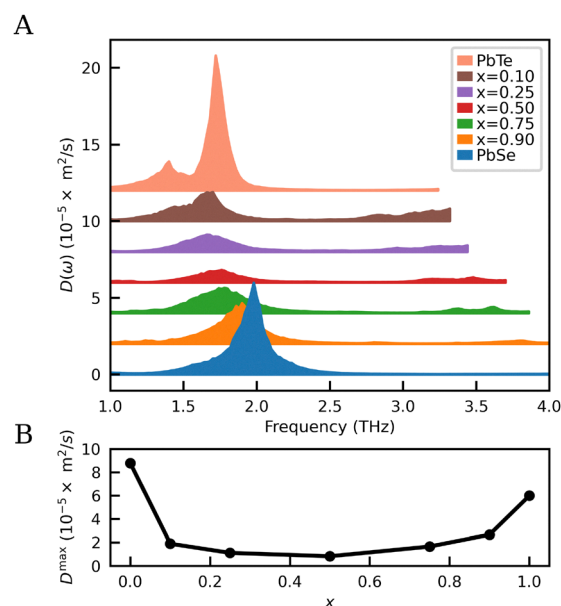 A
D(ω) (10⁻⁵ × m²/s)
20
15
10
5
0
PbTe
x=0.10
x=0.25
x=0.50
x=0.75
x=0.90
PbSe
1.0 1.5 2.0 2.5 3.0 3.5 4.0
Frequency (THz)
B
Dᵐᵃˣ (10⁻⁵ × m²/s)
10
8
6
4
2
0
0.0 0.2 0.4 0.6 0.8 1.0
x